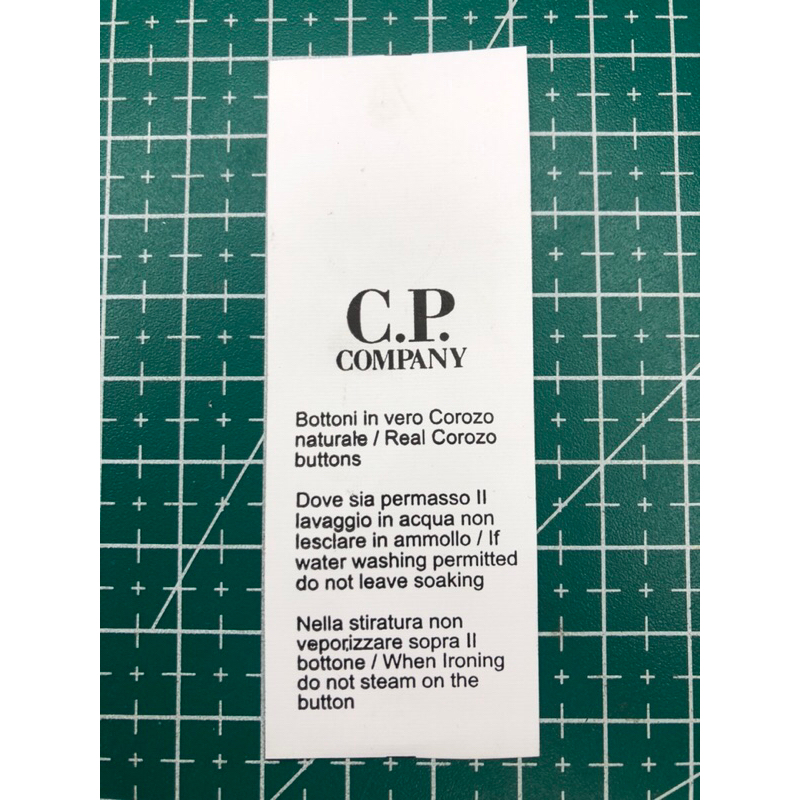 C.P.
COMPANY
Bottoni in vero Corozo
naturale / Real Corozo
buttons
Dove sia permasso Il
lavaggio in acqua non
lesclare in ammollo / If
water washing permitted
do not leave soaking
Nella stiratura non
veporizzare sopra Il
bottone / When Ironing
do not steam on the
button